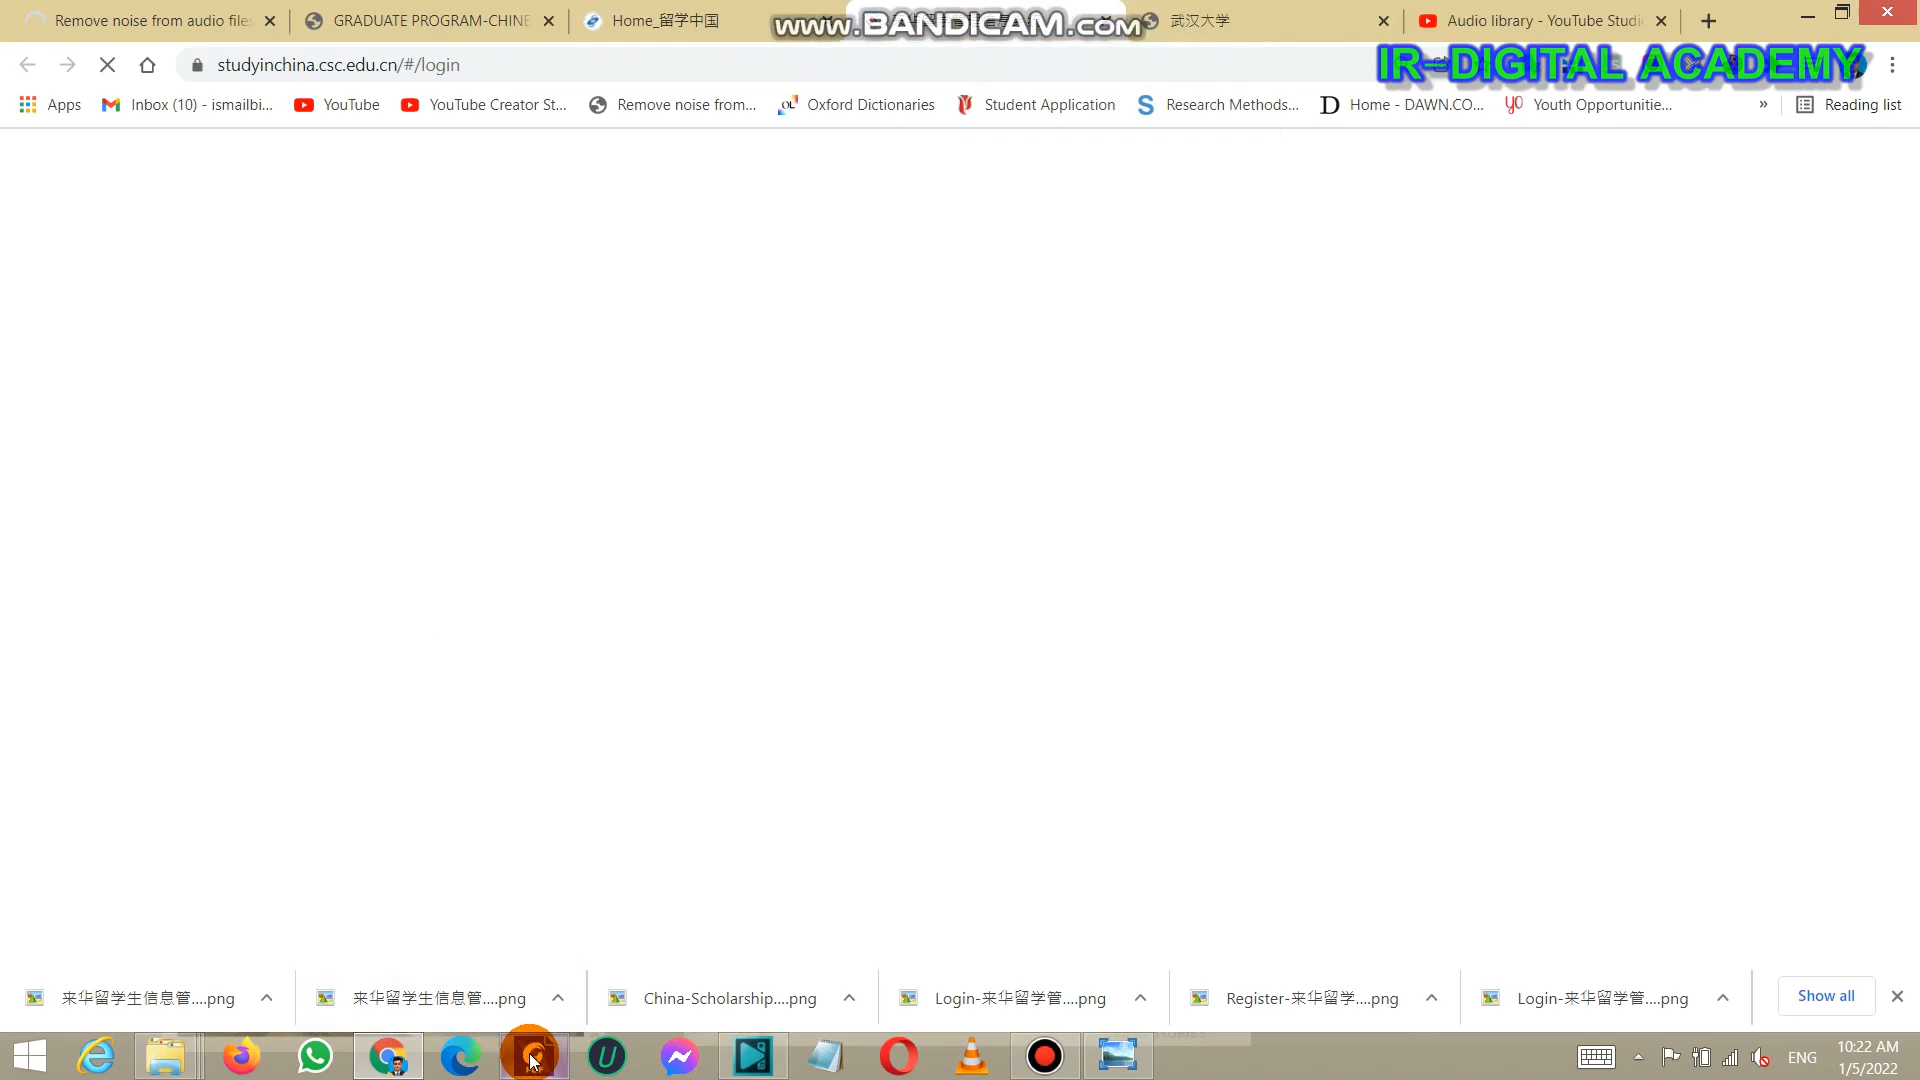 Remove noise from audio file
GRADUATE PROGRAM-CHINE
Home_留学中国
www.BANDICAM.com
武汉大学
Audio library - YouTube Studi
studyinchina.csc.edu.cn/#/login
IR-DIGITAL ACADEMY
Apps
Inbox (10) - ismailbi...
YouTube
YouTube Creator St...
Remove noise from...
Oxford Dictionaries
Student Application
Research Methods...
Home - DAWN.CO...
Youth Opportunitie...
»
Reading list
来华留学生信息管....png
来华留学生信息管....png
China-Scholarship....png
Login-来华留学管....png
Register-来华留学....png
Login-来华留学管....png
Show all
ENG
10:22 AM
1/5/2022